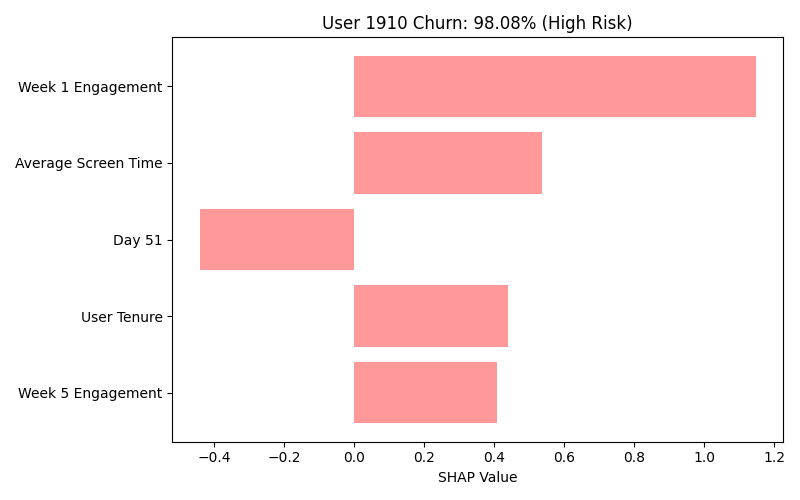 User 1910 Churn: 98.08% (High Risk)
Week 1 Engagement
Average Screen Time
Day 51
User Tenure
Week 5 Engagement
−0.4 −0.2 0.0 0.2 0.4 0.6 0.8 1.0 1.2
SHAP Value